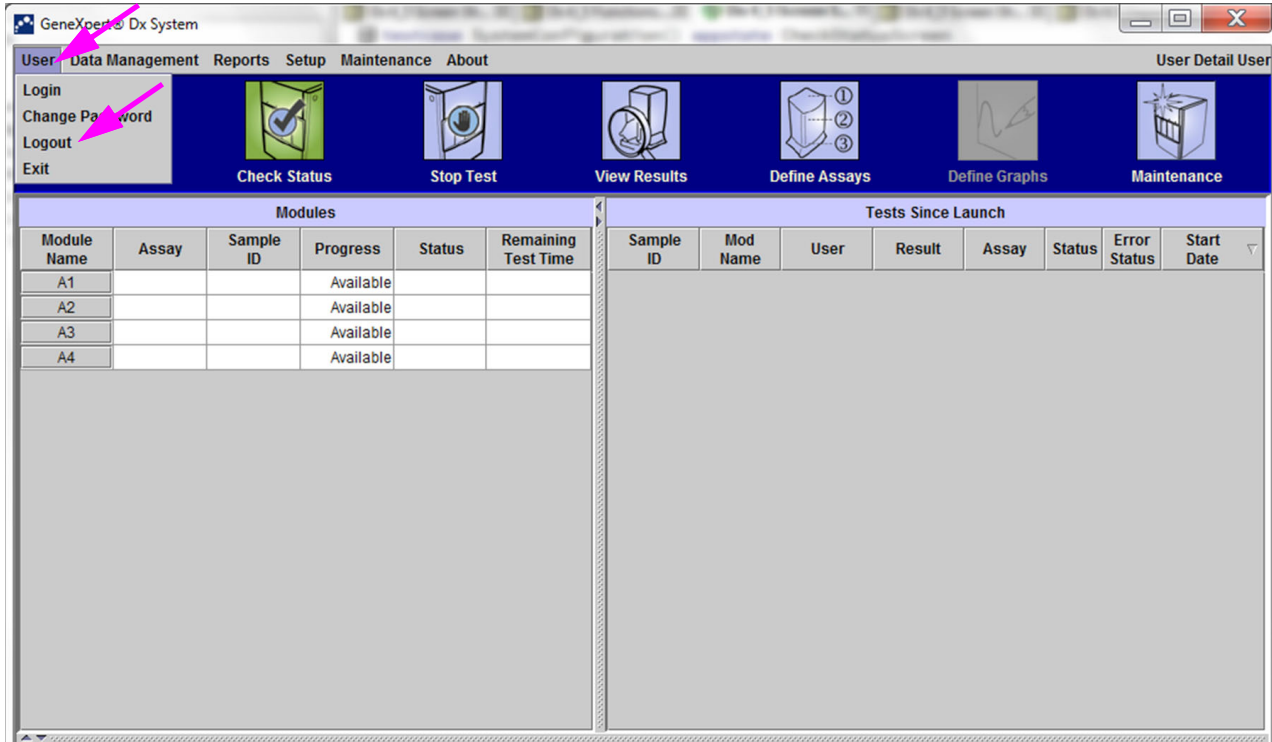 GeneXpert® Dx System
User Data Management Reports Setup Maintenance About User Detail User
Login
Change Password
Logout
Exit
Check Status Stop Test View Results Define Assays Define Graphs Maintenance
1
2
3
Modules
Module Name Assay Sample ID Progress Status Remaining Test Time
A1 Available
A2 Available
A3 Available
A4 Available
Tests Since Launch
Sample ID Mod Name User Result Assay Status Error Status Start Date